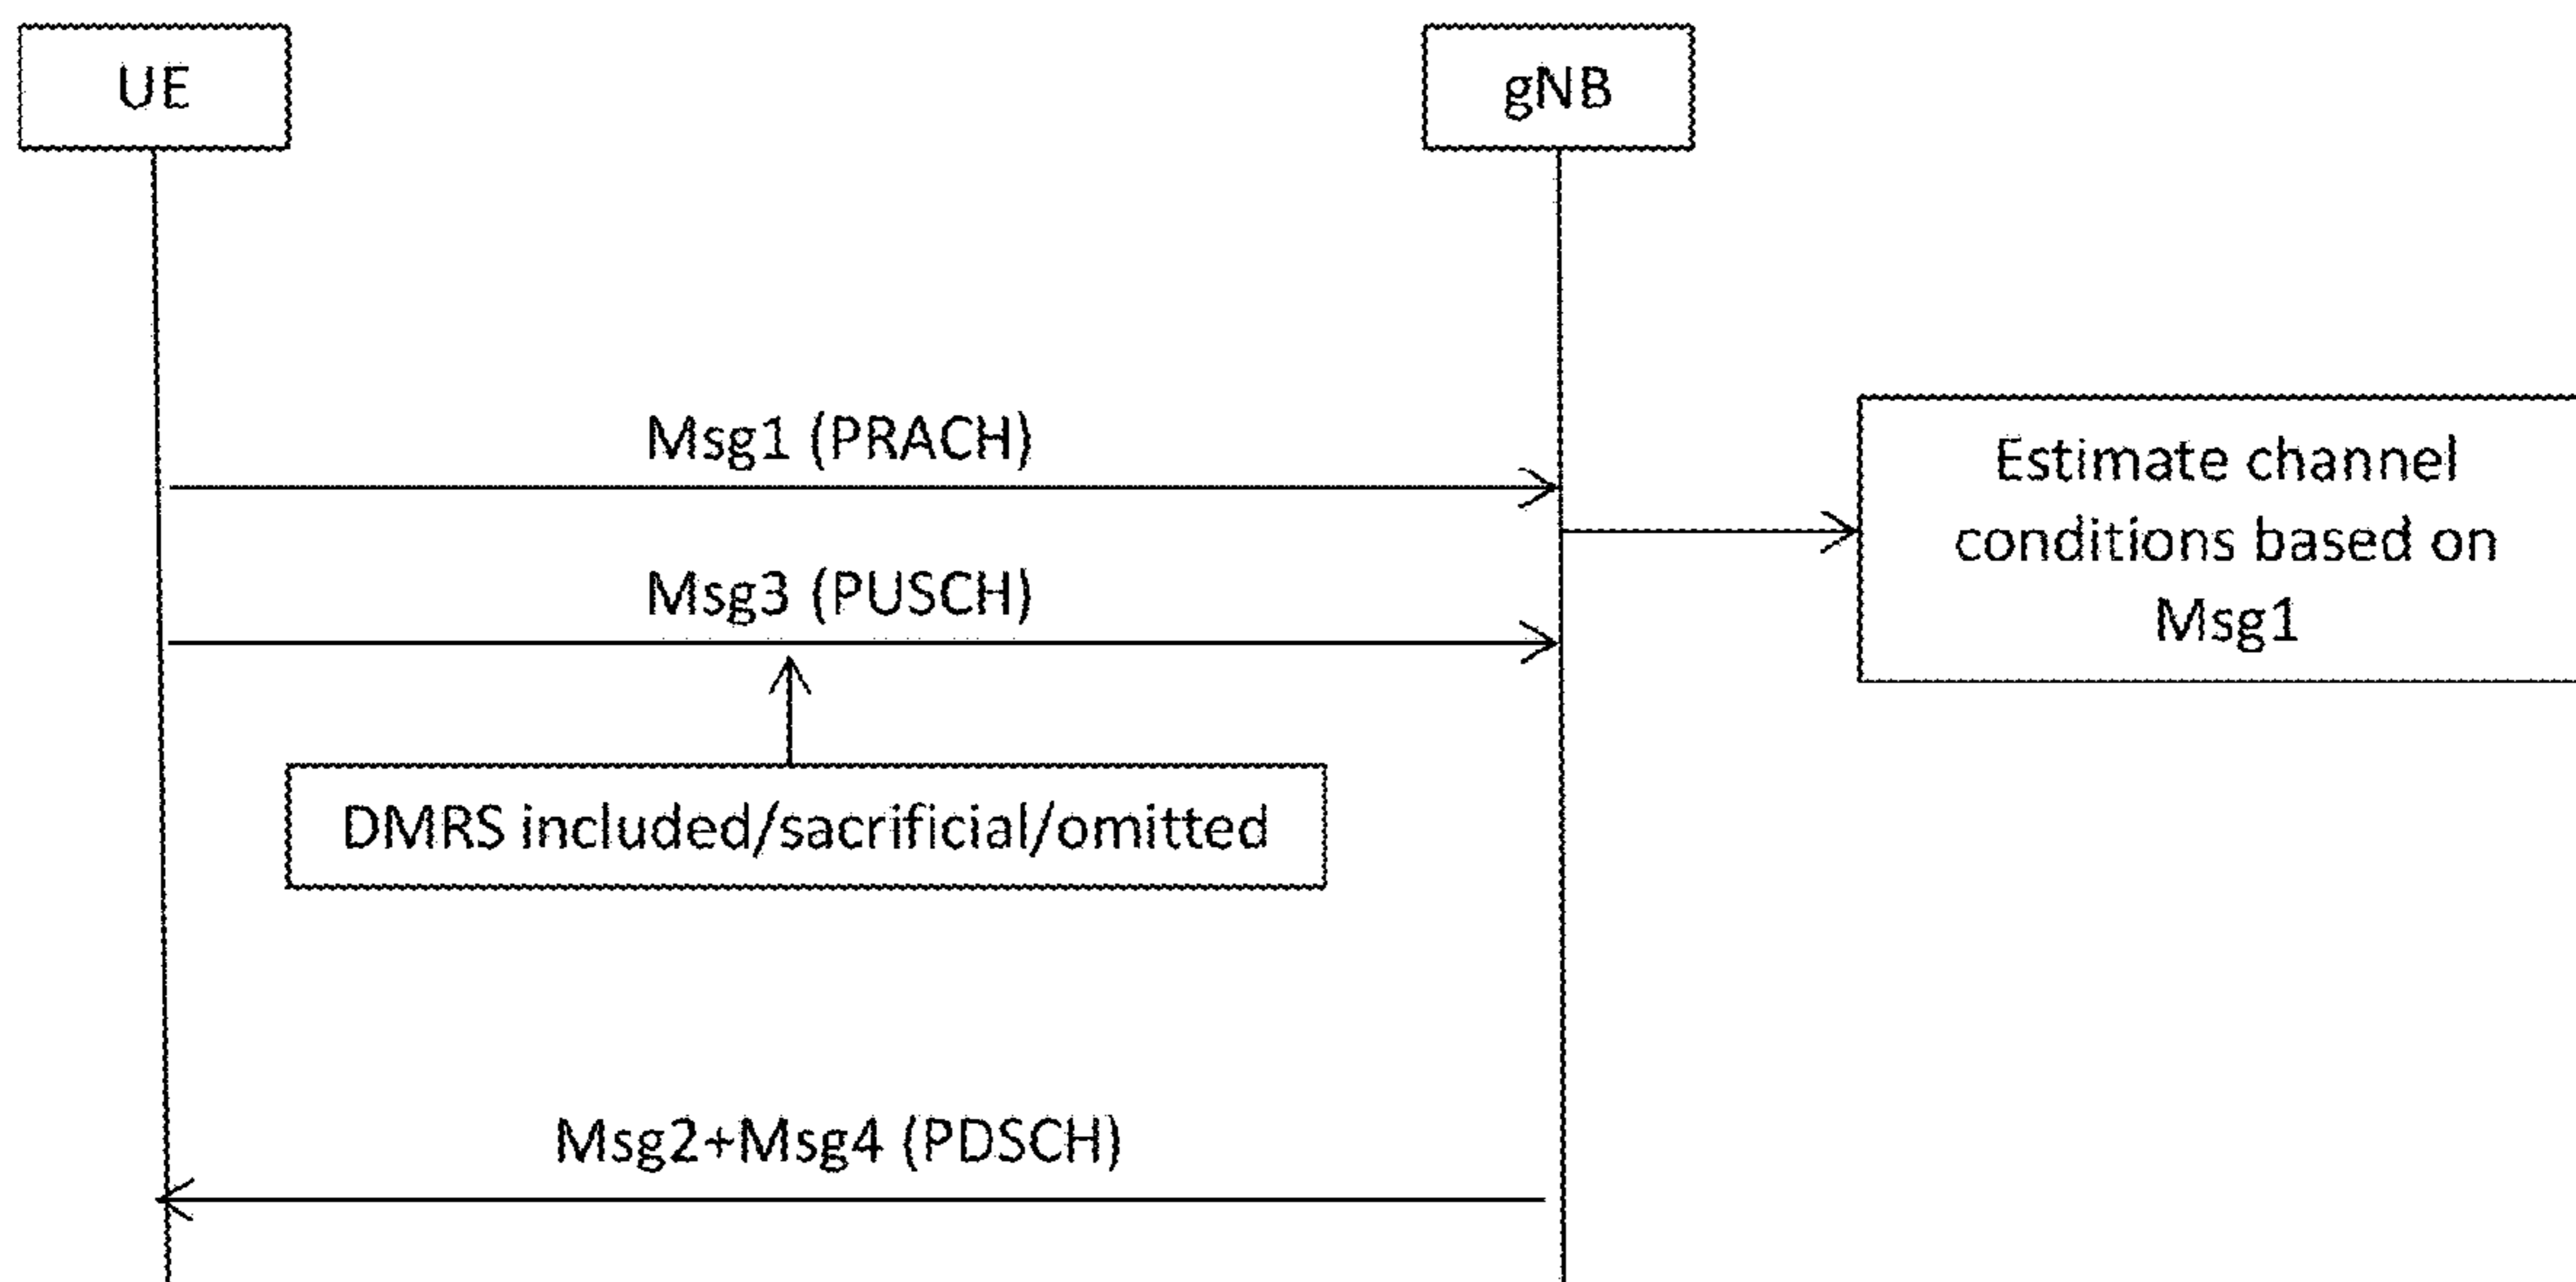 UE
gNB
Msg1 (PRACH)
Estimate channel
conditions based on
Msg1
Msg3 (PUSCH)
DMRS included/sacrificial/omitted
Msg2+Msg4 (PDSCH)